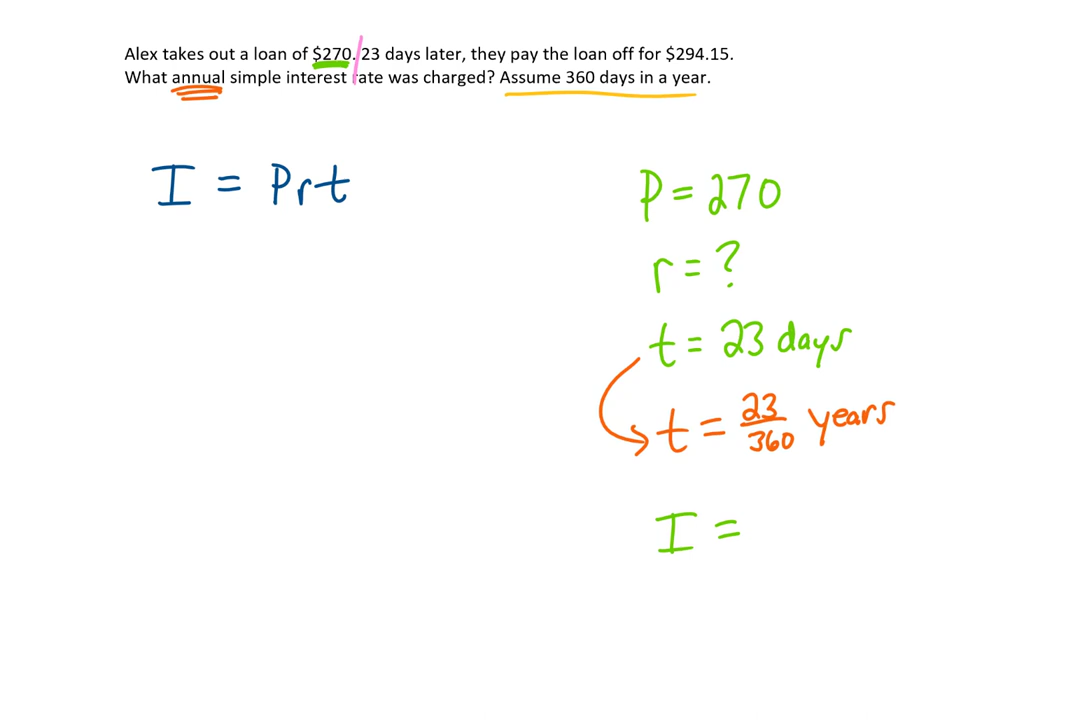 Alex takes out a loan of $270. 23 days later, they pay the loan off for $294.15.
What annual simple interest rate was charged? Assume 360 days in a year.
I = Prt
P = 270
r = ?
t = 23 days
t = 23/360 years
I =